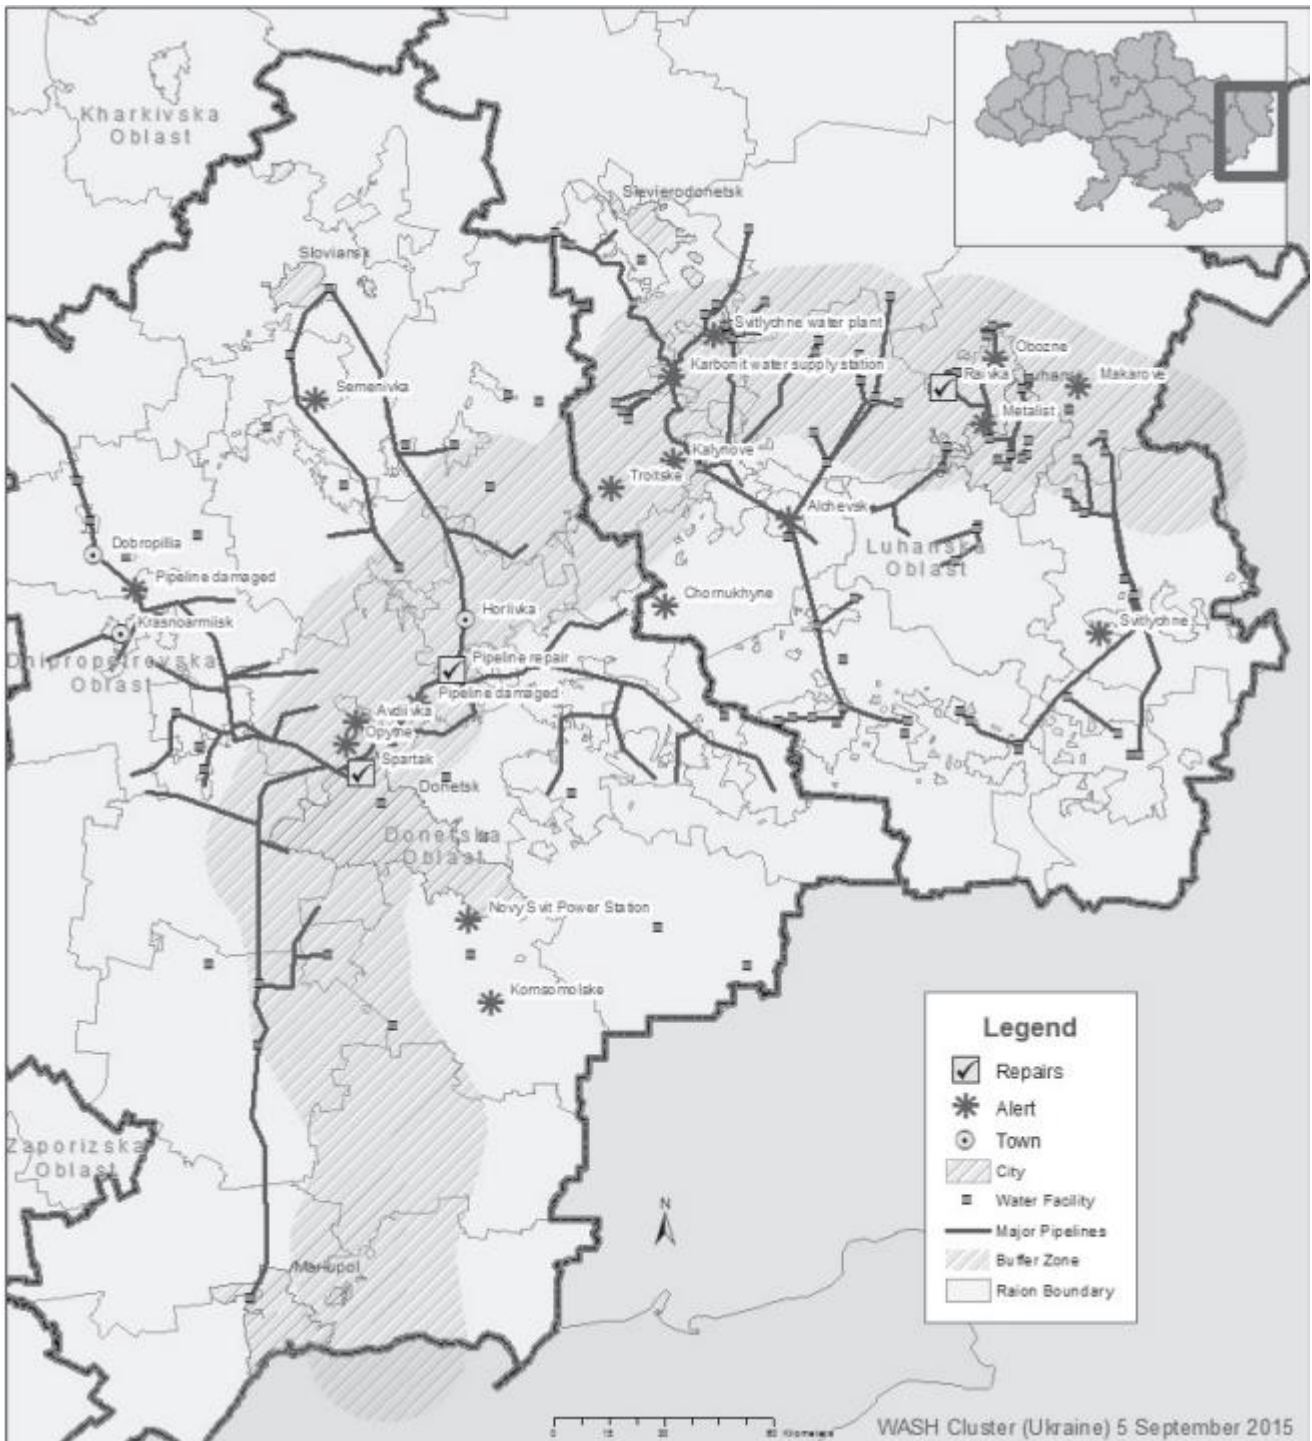 Kharkivska
Oblast
Sievierodonetsk
Sloviansk
Svitlychne water plant
Obozne
Karbonit water supply station
Raivka
Makarove
Semenivka
Metalist
Kalynove
Troitske
Alchevsk
Luhanska
Oblast
Dobropillia
Pipeline damaged
Chornukhyne
Krasnoarmiisk
Horlivka
Svitlychne
Dnipropetrovska
Oblast
Pipeline repair
Pipeline damaged
Avdiivka
Opytne
Spartak
Donetsk
Donetska
Oblast
Novy Svit Power Station
Komsomolske
Legend
Repairs
Alert
Town
City
Water Facility
Major Pipelines
Buffer Zone
Raion Boundary
Zaporizska
Oblast
N
Mariupol
WASH Cluster (Ukraine) 5 September 2015